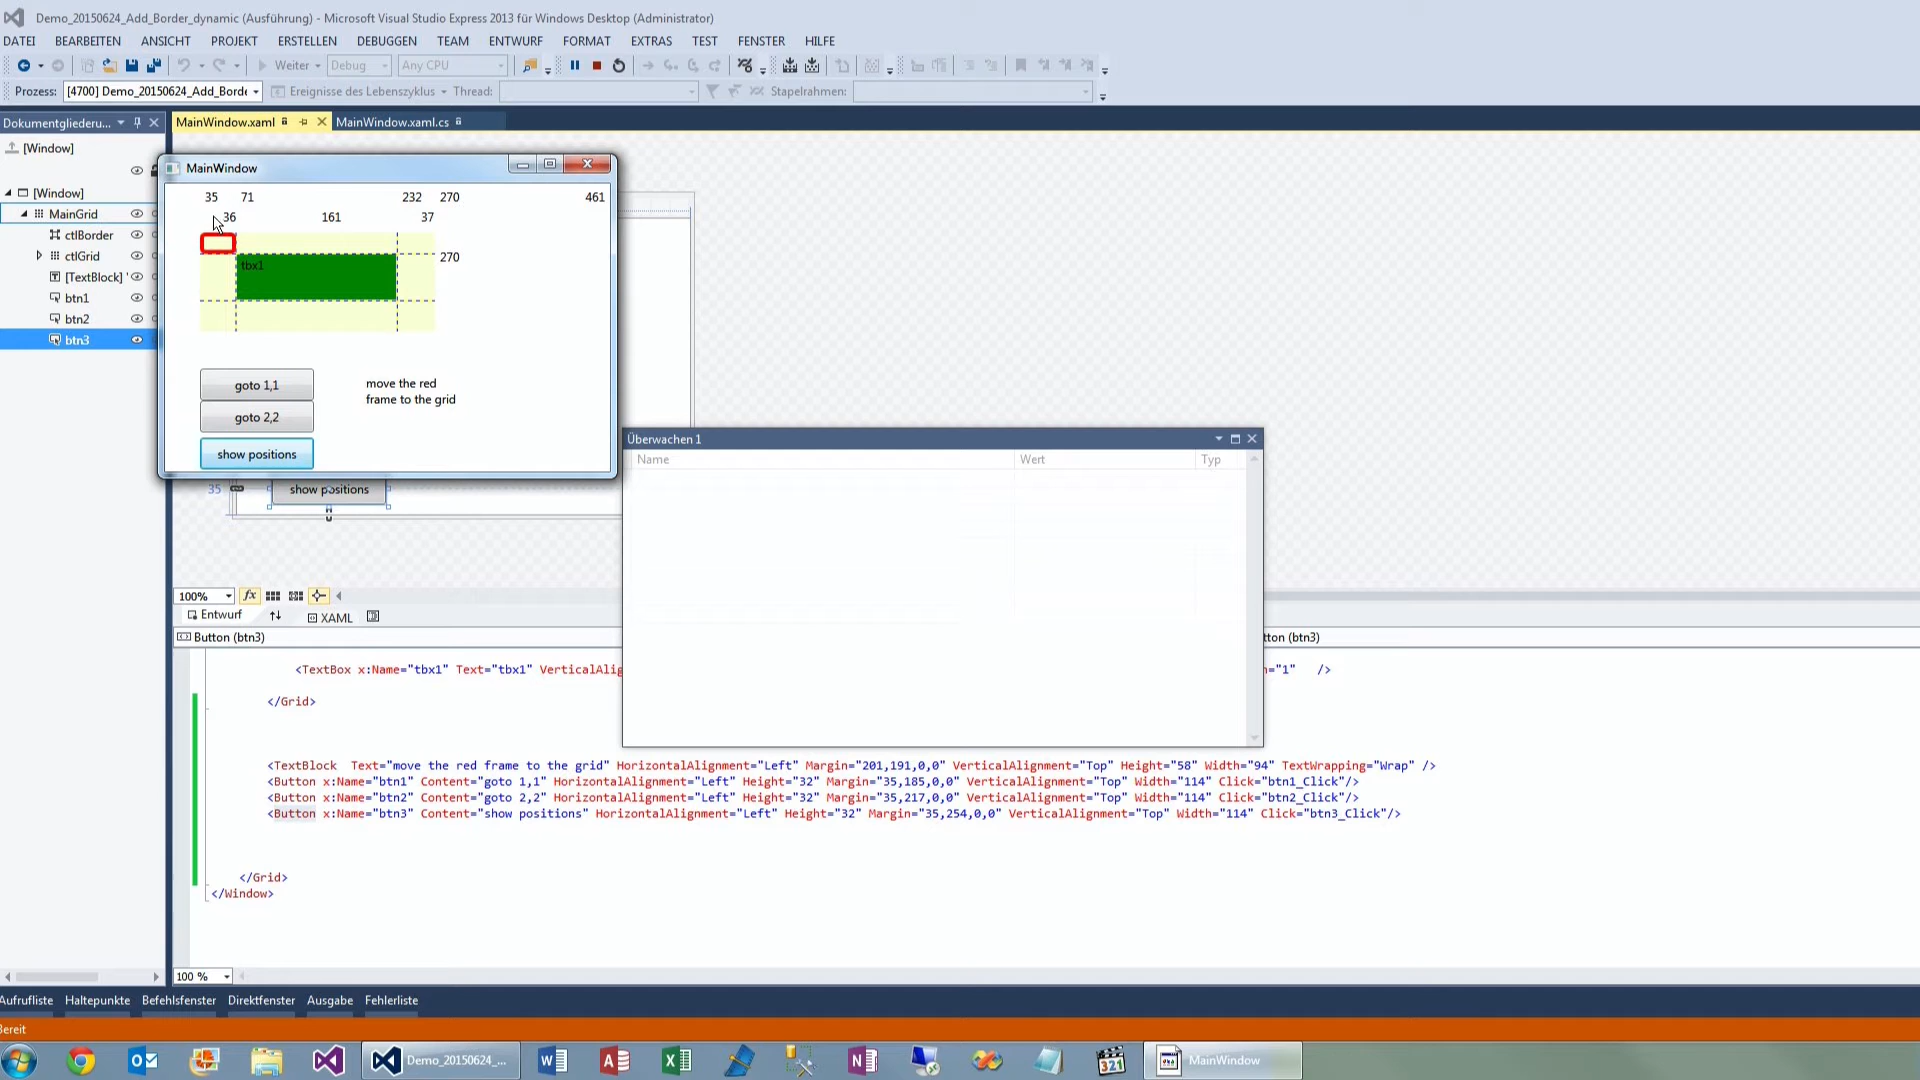 Demo_20150624_Add_Border_dynamic (Ausführung) - Microsoft Visual Studio Express 2013 für Windows Desktop (Administrator)
DATEI BEARBEITEN ANSICHT PROJEKT ERSTELLEN DEBUGGEN TEAM ENTWURF FORMAT EXTRAS TEST FENSTER HILFE
Weiter Debug Any CPU
Prozess: [4700] Demo_20150624_Add_Borde Ereignisse des Lebenszyklus Thread: Stapelrahmen:
Dokumentgliederu... MainWindow.xaml MainWindow.xaml.cs
[Window]
[Window]
MainGrid
ctlBorder
ctlGrid
[TextBlock] '
btn1
btn2
btn3
MainWindow
35 71 232 270 461
36 161 37
270
tbx1
goto 1,1
goto 2,2
show positions
move the red
frame to the grid
35 show positions
Überwachen 1
Name Wert Typ
100%
Entwurf XAML
Button (btn3) tton (btn3)
<TextBox x:Name="tbx1" Text="tbx1" VerticalAlig n="1" />
</Grid>
<TextBlock Text="move the red frame to the grid" HorizontalAlignment="Left" Margin="201,191,0,0" VerticalAlignment="Top" Height="58" Width="94" TextWrapping="Wrap" />
<Button x:Name="btn1" Content="goto 1,1" HorizontalAlignment="Left" Height="32" Margin="35,185,0,0" VerticalAlignment="Top" Width="114" Click="btn1_Click"/>
<Button x:Name="btn2" Content="goto 2,2" HorizontalAlignment="Left" Height="32" Margin="35,217,0,0" VerticalAlignment="Top" Width="114" Click="btn2_Click"/>
<Button x:Name="btn3" Content="show positions" HorizontalAlignment="Left" Height="32" Margin="35,254,0,0" VerticalAlignment="Top" Width="114" Click="btn3_Click"/>
</Grid>
</Window>
100 %
Aufrufliste Haltepunkte Befehlsfenster Direktfenster Ausgabe Fehlerliste
Bereit
Demo_20150624_... MainWindow